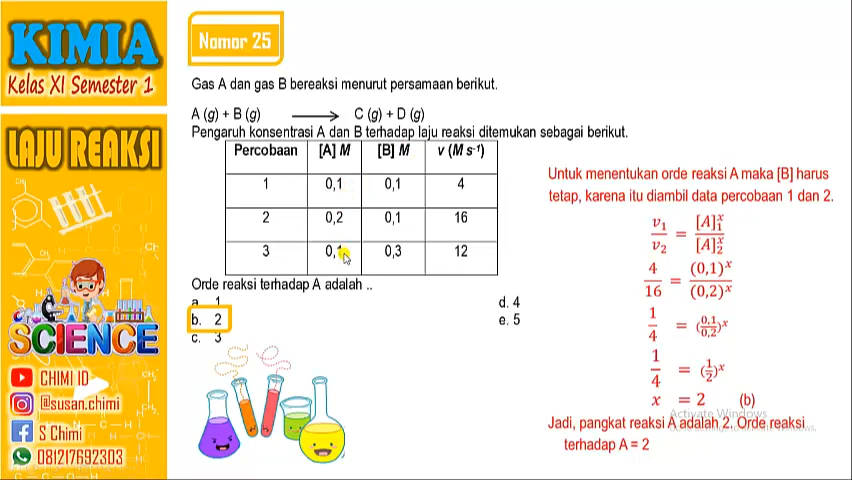 KIMIA
Kelas XI Semester 1
LAJU REAKSI
SCIENCE
CHIMI ID
@susan.chimi
S Chimi
081217692303
Nomor 25
Gas A dan gas B bereaksi menurut persamaan berikut.
A (g) + B (g) ⟶ C (g) + D (g)
Pengaruh konsentrasi A dan B terhadap laju reaksi ditemukan sebagai berikut.
Percobaan [A] M [B] M v (M s⁻¹)
1 0,1 0,1 4
2 0,2 0,1 16
3 0, 0,3 12
Orde reaksi terhadap A adalah ..
a. 1
b. 2
c. 3
d. 4
e. 5
Untuk menentukan orde reaksi A maka [B] harus
tetap, karena itu diambil data percobaan 1 dan 2.
v₁/v₂ = [A]₁ˣ/[A]₂ˣ
4/16 = (0,1)ˣ/(0,2)ˣ
1/4 = (0,1/0,2)ˣ
1/4 = (1/2)ˣ
x = 2 (b)
Activate Windows
Jadi, pangkat reaksi A adalah 2. Orde reaksi
terhadap A = 2